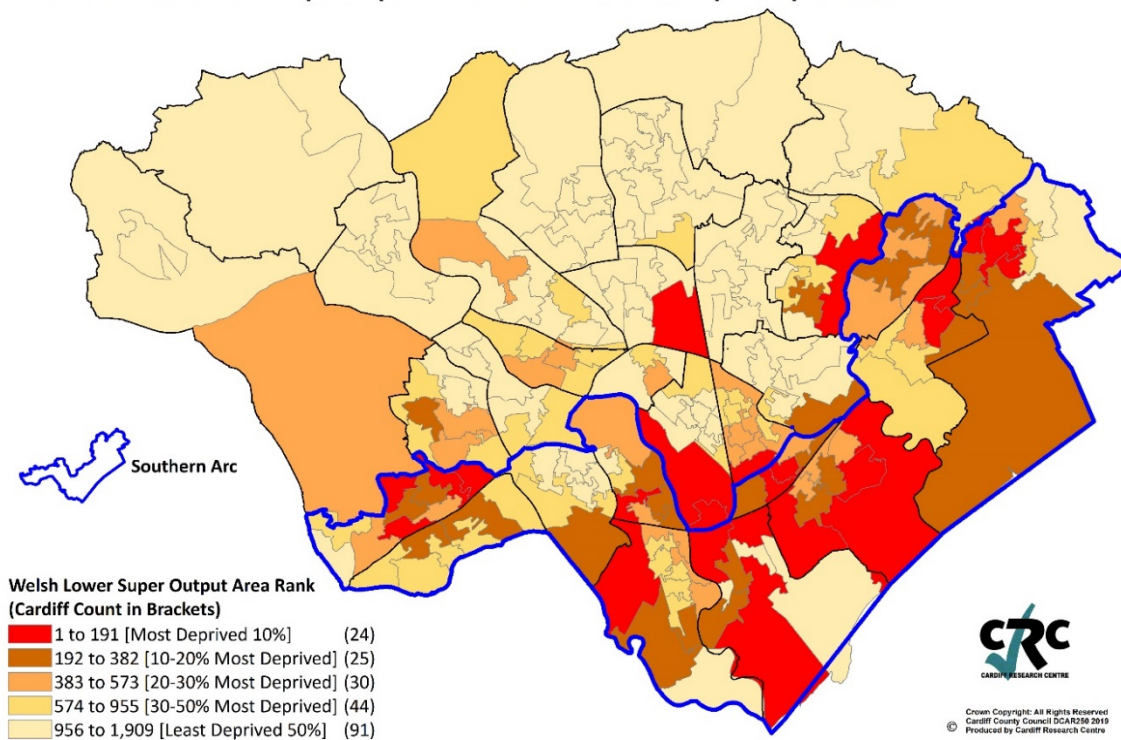 Southern Arc
Welsh Lower Super Output Area Rank
(Cardiff Count in Brackets)
1 to 191 [Most Deprived 10%] (24)
192 to 382 [10-20% Most Deprived] (25)
383 to 573 [20-30% Most Deprived] (30)
574 to 955 [30-50% Most Deprived] (44)
956 to 1,909 [Least Deprived 50%] (91)
CRC
CARDIFF RESEARCH CENTRE
Crown Copyright: All Rights Reserved
Cardiff County Council DCAR250 2019
© Produced by Cardiff Research Centre